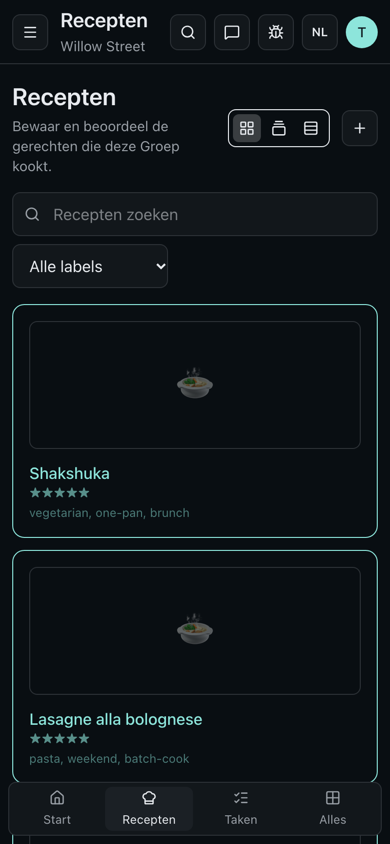 Recepten
Willow Street
NL
T
Recepten
Bewaar en beoordeel de
gerechten die deze Groep
kookt.
Recepten zoeken
Alle labels
Shakshuka
★★★★★
vegetarian, one-pan, brunch
Lasagne alla bolognese
★★★★★
pasta, weekend, batch-cook
Start
Recepten
Taken
Alles